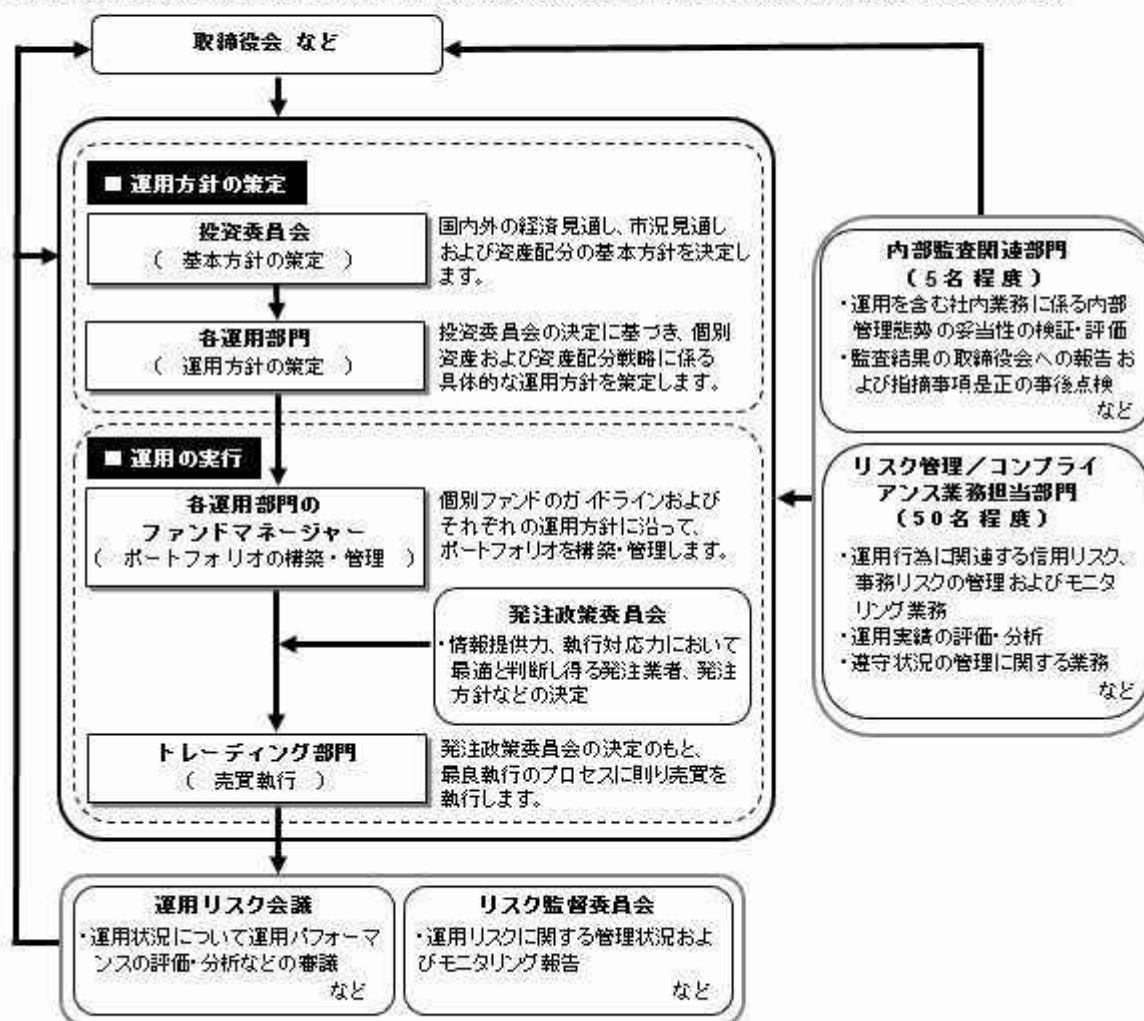 取締役会 など
■ 運用方針の策定
投資委員会
( 基本方針の策定 )
国内外の経済見通し、市況見通し
および資産配分の基本方針を決定し
ます。
各運用部門
( 運用方針の策定 )
投資委員会の決定に基づき、個別
資産および資産配分戦略に係る
具体的な運用方針を策定します。
■ 運用の実行
各運用部門の
ファンドマネージャー
( ポートフォリオの構築・管理 )
個別ファンドのガイドラインおよび
それぞれの運用方針に沿って、
ポートフォリオを構築・管理します。
発注政策委員会
・情報提供力、執行対応力において
最適と判断し得る発注業者、発注
方針などの決定
トレーディング部門
( 売買執行 )
発注政策委員会の決定のもと、
最良執行のプロセスに則り売買を
執行します。
運用リスク会議
・運用状況について運用パフォーマ
ンスの評価・分析などの審議
など
リスク監督委員会
・運用リスクに関する管理状況およ
びモニタリング報告
など
内部監査関連部門
(5名程度)
・運用を含む社内業務に係る内部
管理態勢の妥当性の検証・評価
・監査結果の取締役会への報告お
よび指摘事項是正の事後点検
など
リスク管理/コンプライ
アンス業務担当部門
(50名程度)
・運用行為に関連する信用リスク、
事務リスクの管理およびモニタ
リング業務
・運用実績の評価・分析
・遵守状況の管理に関する業務
など